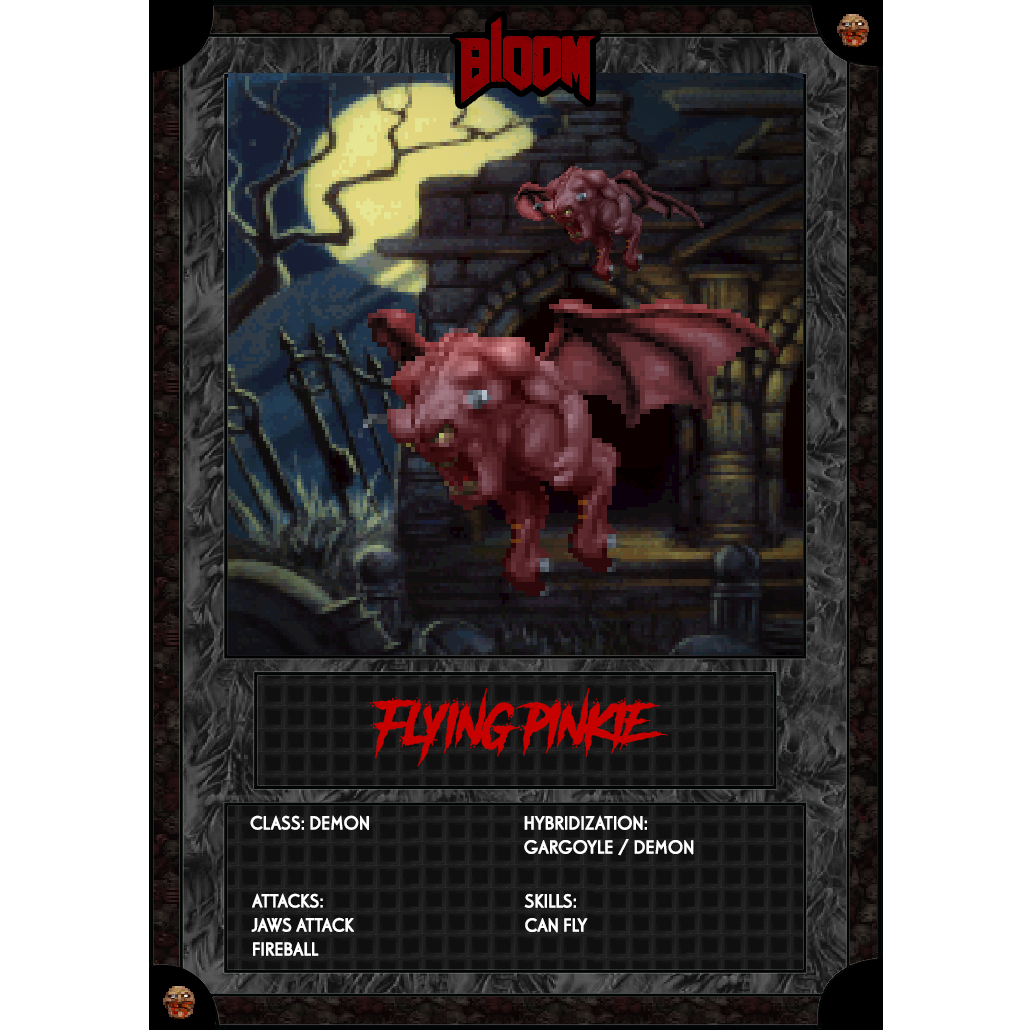 BLOOM
FLYING PINKIE
CLASS: DEMON
HYBRIDIZATION:
GARGOYLE / DEMON
ATTACKS:
JAWS ATTACK
FIREBALL
SKILLS:
CAN FLY